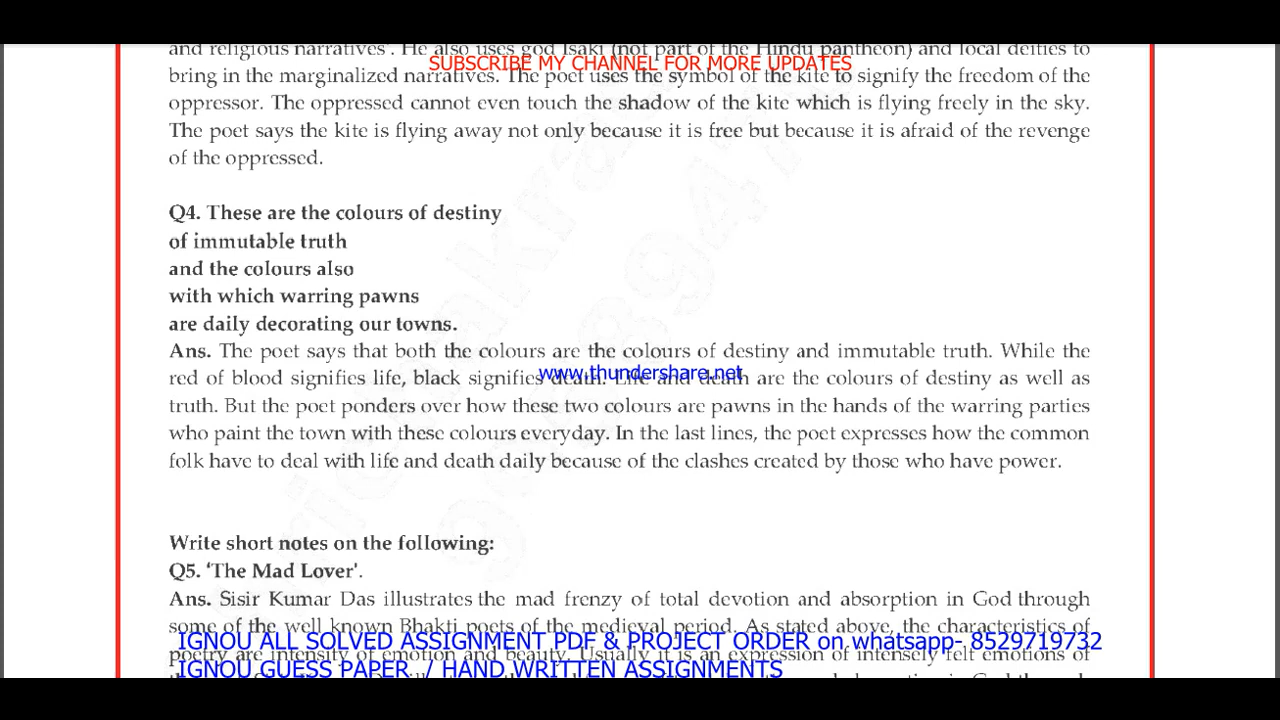 and religious narratives'. He also uses god Isaki (not part of the Hindu pantheon) and local deities to
SUBSCRIBE MY CHANNEL FOR MORE UPDATES
bring in the marginalized narratives. The poet uses the symbol of the kite to signify the freedom of the
oppressor. The oppressed cannot even touch the shadow of the kite which is flying freely in the sky.
The poet says the kite is flying away not only because it is free but because it is afraid of the revenge
of the oppressed.
Q4. These are the colours of destiny
of immutable truth
and the colours also
with which warring pawns
are daily decorating our towns.
Ans. The poet says that both the colours are the colours of destiny and immutable truth. While the
www.thundershare.net
red of blood signifies life, black signifies death. Life and death are the colours of destiny as well as
truth. But the poet ponders over how these two colours are pawns in the hands of the warring parties
who paint the town with these colours everyday. In the last lines, the poet expresses how the common
folk have to deal with life and death daily because of the clashes created by those who have power.
Write short notes on the following:
Q5. 'The Mad Lover'.
Ans. Sisir Kumar Das illustrates the mad frenzy of total devotion and absorption in God through
some of the well known Bhakti poets of the medieval period. As stated above, the characteristics of
IGNOU ALL SOLVED ASSIGNMENT PDF & PROJECT ORDER on whatsapp- 8529719732
poetry are intensity of emotion and beauty. Usually it is an expression of intensely felt emotions of
IGNOU GUESS PAPER / HAND WRITTEN ASSIGNMENTS